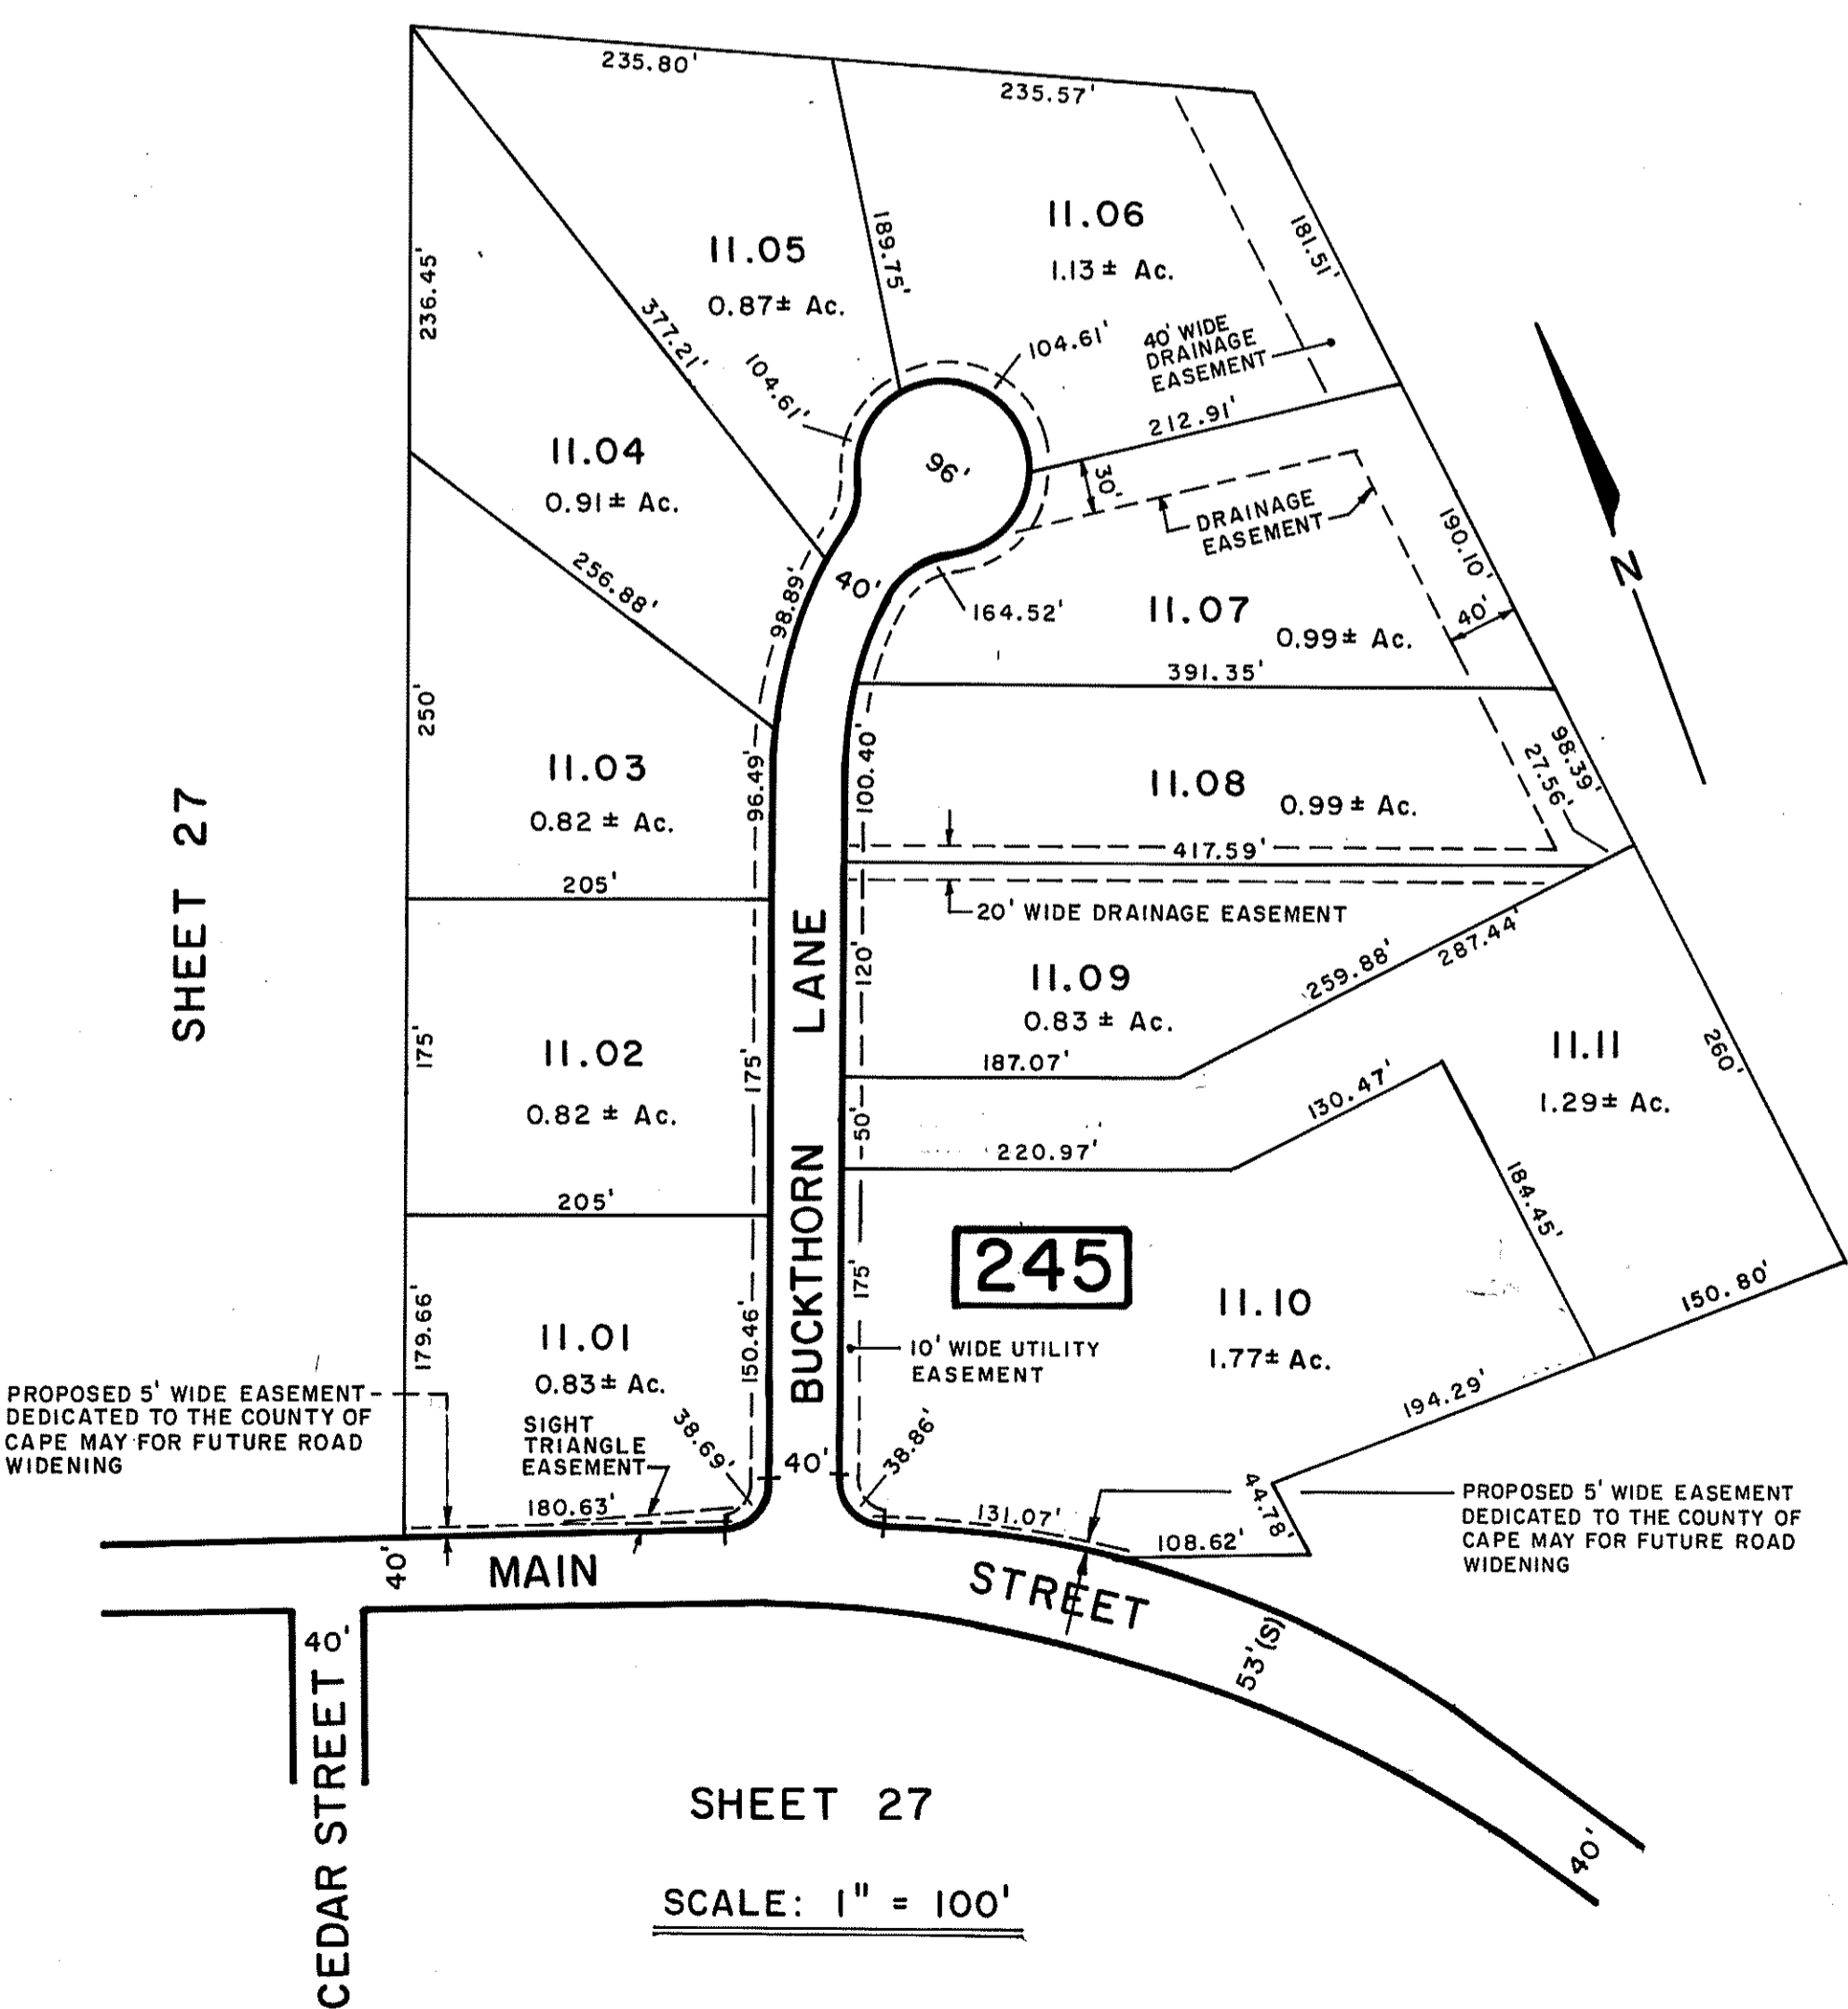 235.80'
235.57'
236.45'
377.21'
11.05
0.87± Ac.
189.75'
11.06
1.13± Ac.
181.51'
104.61'
104.61'
40' WIDE
DRAINAGE
EASEMENT
212.91'
11.04
0.91± Ac.
96'
30'
DRAINAGE
EASEMENT
190.10'
N
256.88'
98.89'
40'
164.52'
11.07
0.99± Ac.
40'
391.35'
250'
11.03
0.82 ± Ac.
96.49'
100.40'
11.08
0.99± Ac.
98.39'
27.56'
417.59'
205'
20' WIDE DRAINAGE EASEMENT
SHEET 27
120'
11.09
0.83 ± Ac.
259.88'
287.44'
187.07'
175'
11.02
0.82 ± Ac.
175'
50'
130.47'
11.11
1.29± Ac.
260'
220.97'
184.45'
205'
BUCKTHORN LANE
245
175'
11.10
1.77± Ac.
150.80'
179.66'
11.01
0.83± Ac.
150.46'
10' WIDE UTILITY
EASEMENT
194.29'
PROPOSED 5' WIDE EASEMENT
DEDICATED TO THE COUNTY OF
CAPE MAY FOR FUTURE ROAD
WIDENING
SIGHT
TRIANGLE
EASEMENT
38.69'
40'
38.86'
44.78'
180.63'
131.07'
108.62'
PROPOSED 5' WIDE EASEMENT
DEDICATED TO THE COUNTY OF
CAPE MAY FOR FUTURE ROAD
WIDENING
40'
MAIN STREET
53'(S)
40'
40'
CEDAR STREET
SHEET 27
SCALE: 1" = 100'